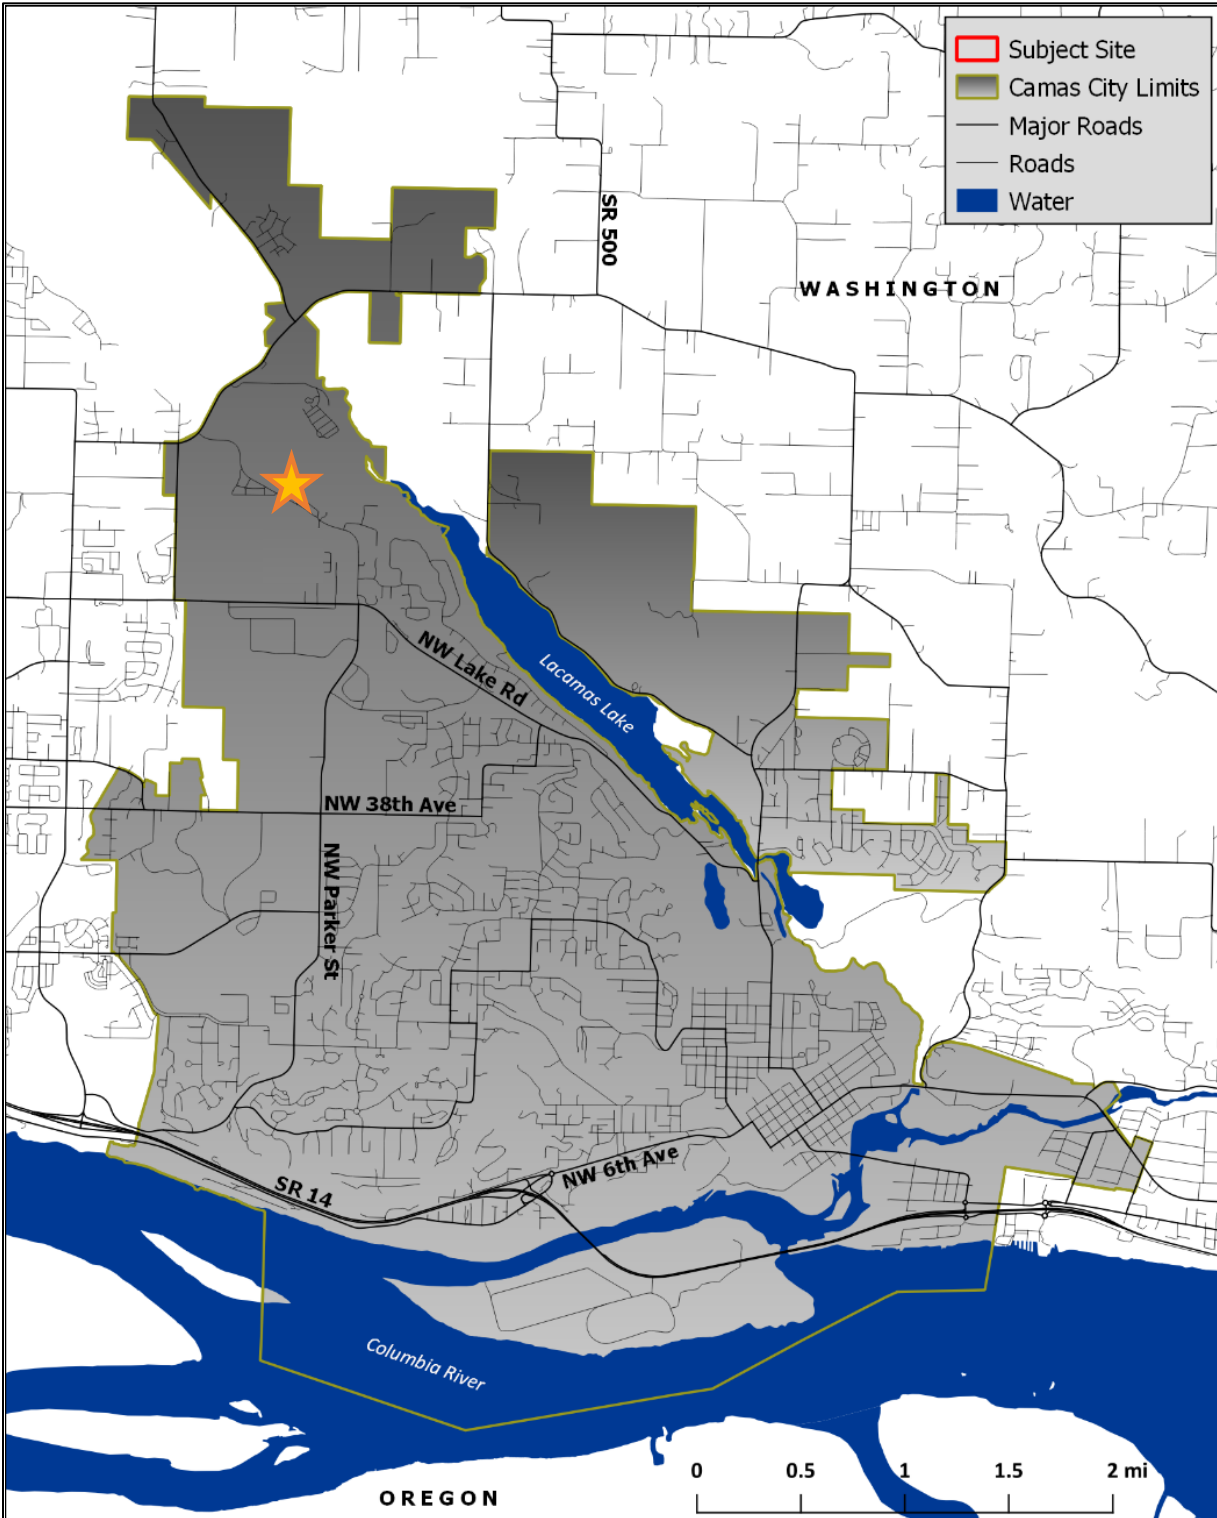 Subject Site
Camas City Limits
Major Roads
Roads
Water
SR 500
WASHINGTON
NW Lake Rd
Lacamas Lake
NW 38th Ave
NW Parker St
NW 6th Ave
SR 14
Columbia River
0 0.5 1 1.5 2 mi
OREGON